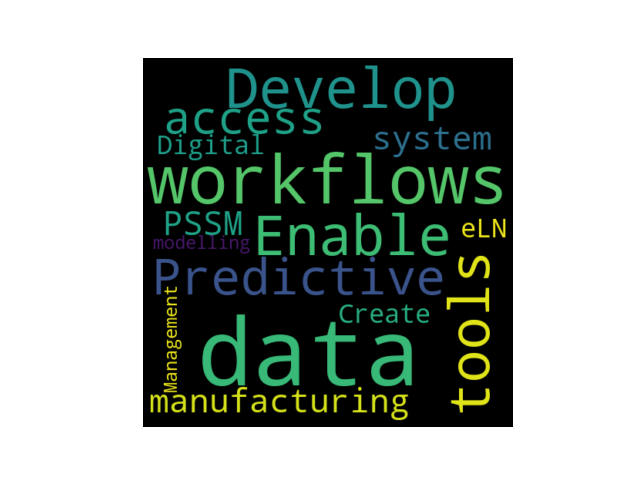 Develop
access
Digital
system
workflows
PSSM
Enable
eLN
modelling
Predictive
tools
Management
Create
data
manufacturing